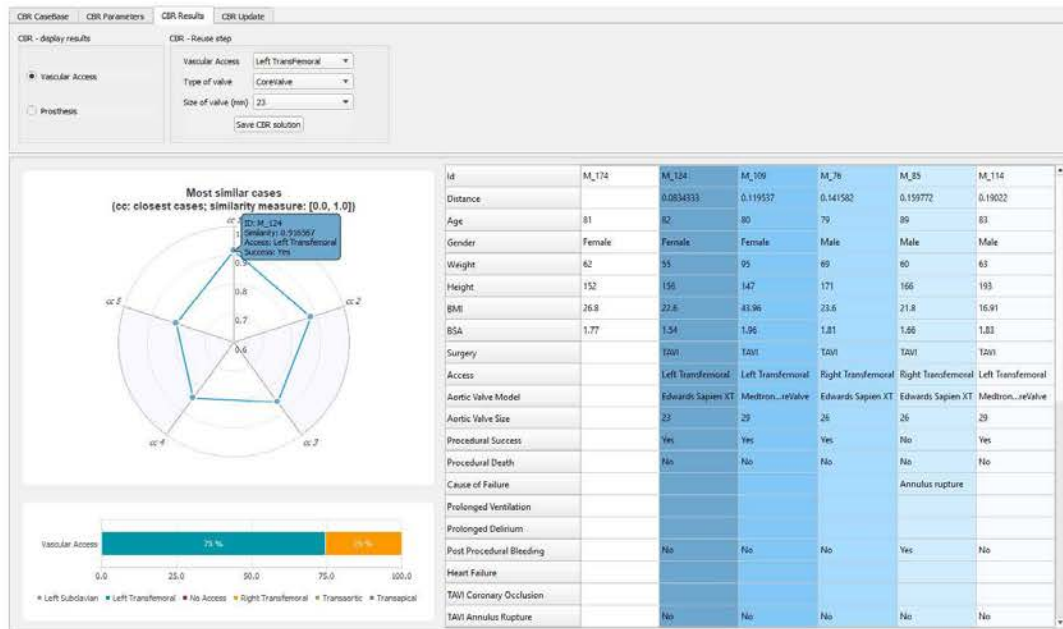 CBR CaseBase CBR Parameters CBR Results CBR Update
CBR - display results
Vascular Access
Prosthesis
CBR - Reuse step
Vascular Access Left TransFemoral
Type of valve CoreValve
Size of valve (mm) 23
Save CBR solution
Most similar cases
(cc: closest cases; similarity measure: [0.0, 1.0])
ID: M_124
Similarity: 0.916567
Access: Left Transfemoral
Success: Yes
0.9
0.8
0.7
0.6
cc 2
cc 3
cc 4
cc 5
Vascular Access 75 %
0.0 25.0 50.0 75.0 100.0
Left Subclavian Left Transfemoral No Access Right Transfemoral Transaortic Transapical
Id M_174 M_124 M_109 M_76 M_85 M_114
Distance 0.0834333 0.119537 0.141582 0.159772 0.19022
Age 81 82 80 79 89 83
Gender Female Female Female Male Male Male
Weight 62 55 95 69 60 63
Height 152 156 147 171 166 193
BMI 26.8 22.6 43.96 23.6 21.8 16.91
BSA 1.77 1.54 1.96 1.81 1.66 1.83
Surgery TAVI TAVI TAVI TAVI TAVI
Access Left Transfemoral Left Transfemoral Right Transfemoral Right Transfemoral Left Transfemoral
Aortic Valve Model Edwards Sapien XT Medtron...reValve Edwards Sapien XT Edwards Sapien XT Medtron...reValve
Aortic Valve Size 23 29 26 26 29
Procedural Success Yes Yes Yes No Yes
Procedural Death No No No No No
Cause of Failure Annulus rupture
Prolonged Ventilation
Prolonged Delirium
Post Procedural Bleeding No No No Yes No
Heart Failure
TAVI Coronary Occlusion
TAVI Annulus Rupture No No No No No